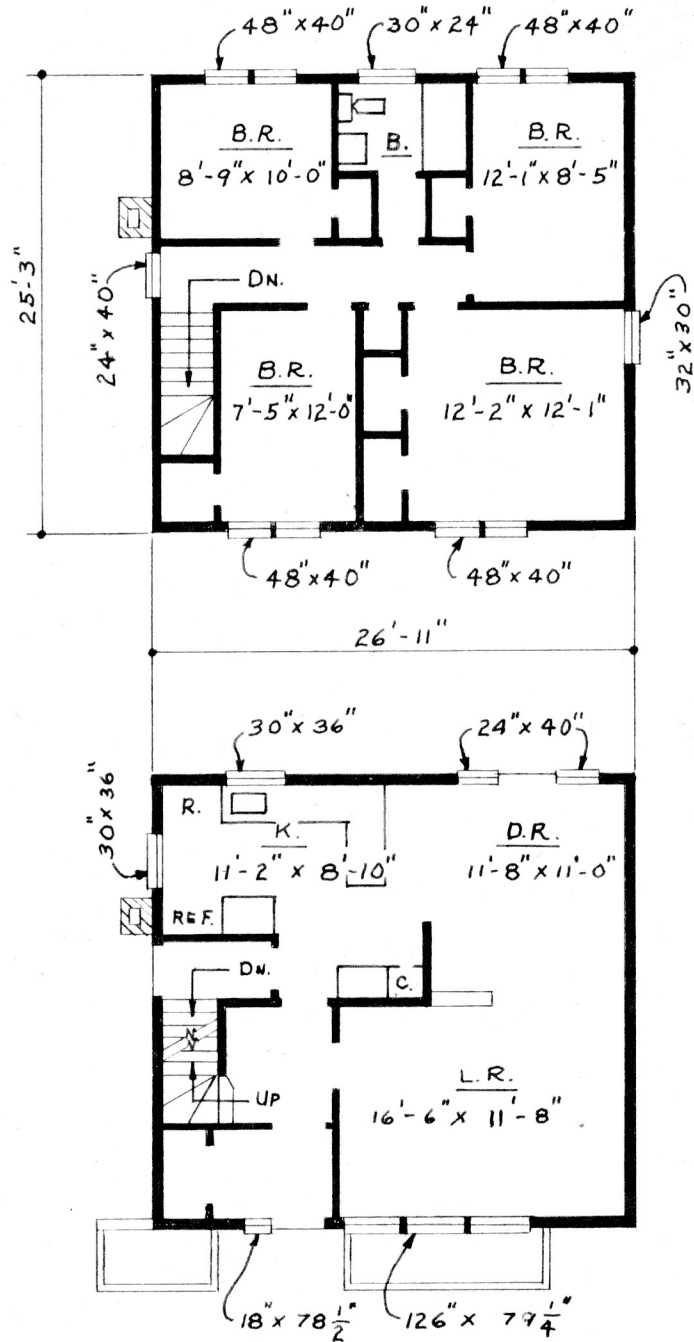 48"x40"
30"x24"
48"x40"
B.R.
8'-9"x 10'-0"
B.
B.R.
12'-1"x 8'-5"
25'-3"
24" x 40"
DN.
32"x30"
B.R.
7'-5"x 12'-0"
B.R.
12'-2"x 12'-1"
48"x40"
48"x40"
26'-11"
30"x36"
24"x40"
30"x36"
R.
K.
11'-2" x 8'-10"
D.R.
11'-8"x 11'-0"
REF.
DN.
C.
UP
L.R.
16'-6"x 11'-8"
18"x 78 1/2"
126"x 79 1/4"